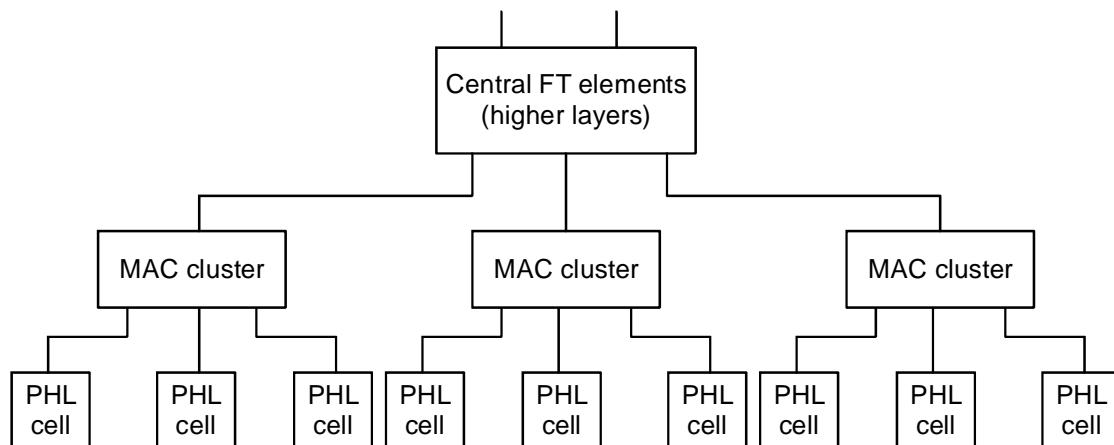 Central FT elements
(higher layers)
MAC cluster
MAC cluster
MAC cluster
PHL
cell
PHL
cell
PHL
cell
PHL
cell
PHL
cell
PHL
cell
PHL
cell
PHL
cell
PHL
cell